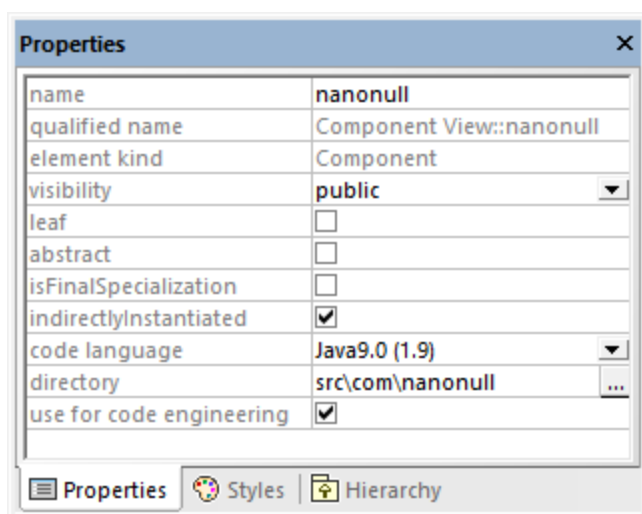 Properties
name nanonull
qualified name Component View::nanonull
element kind Component
visibility public
leaf
abstract
isFinalSpecialization
indirectlyInstantiated
code language Java9.0 (1.9)
directory src\com\nanonull ...
use for code engineering
Properties Styles Hierarchy